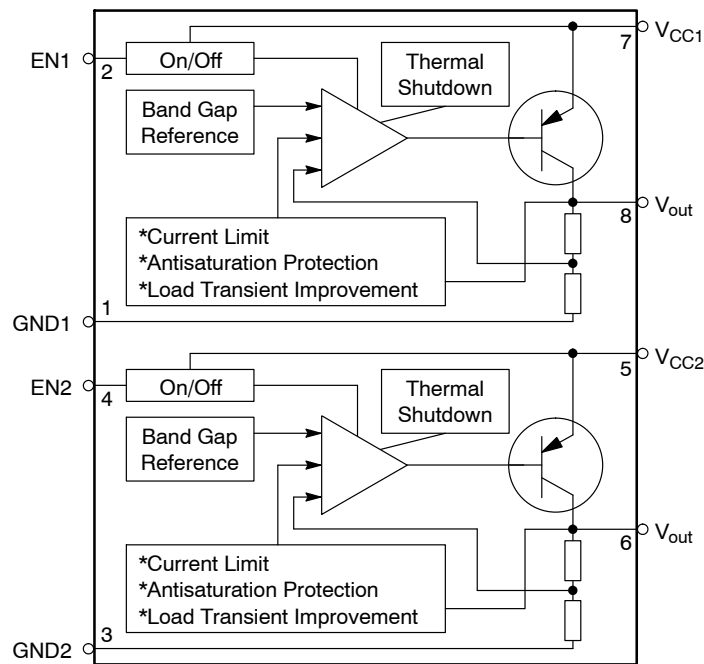 VCC1
7
EN1
2
On/Off
Thermal
Shutdown
Band Gap
Reference
8
Vout
*Current Limit
*Antisaturation Protection
*Load Transient Improvement
1
GND1
VCC2
5
EN2
4
On/Off
Thermal
Shutdown
Band Gap
Reference
6
Vout
*Current Limit
*Antisaturation Protection
*Load Transient Improvement
3
GND2